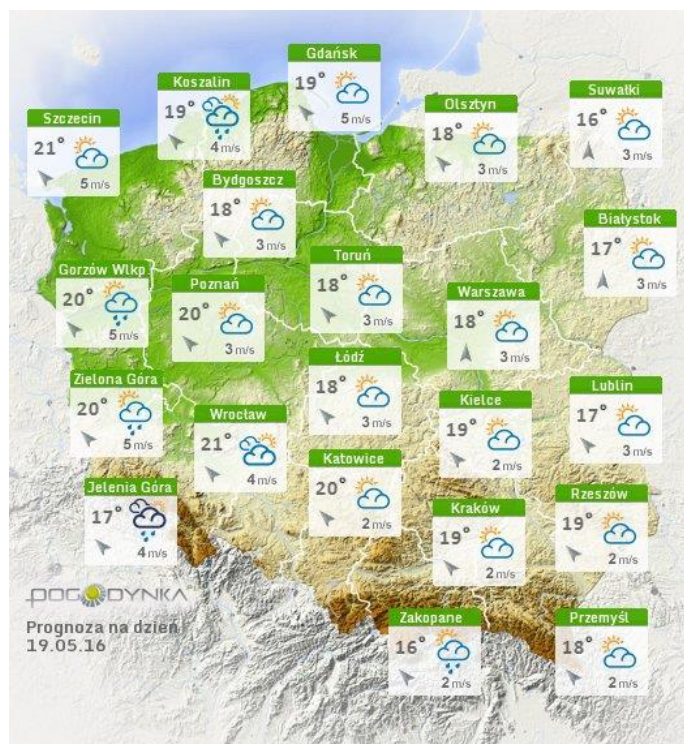 Gdańsk
19°
5 m/s
Koszalin
19°
4 m/s
Suwałki
16°
3 m/s
Olsztyn
18°
3 m/s
Szczecin
21°
5 m/s
Bydgoszcz
18°
3 m/s
Białystok
17°
3 m/s
Toruń
18°
3 m/s
Gorzów Wlkp
20°
5 m/s
Poznań
20°
3 m/s
Warszawa
18°
3 m/s
Łódź
18°
3 m/s
Zielona Góra
20°
5 m/s
Lublin
17°
3 m/s
Kielce
19°
2 m/s
Wrocław
21°
4 m/s
Katowice
20°
2 m/s
Jelenia Góra
17°
4 m/s
Rzeszów
19°
2 m/s
Kraków
19°
2 m/s
POGODYNKA
Prognoza na dzień
19.05.16
Zakopane
16°
2 m/s
Przemyśl
18°
2 m/s